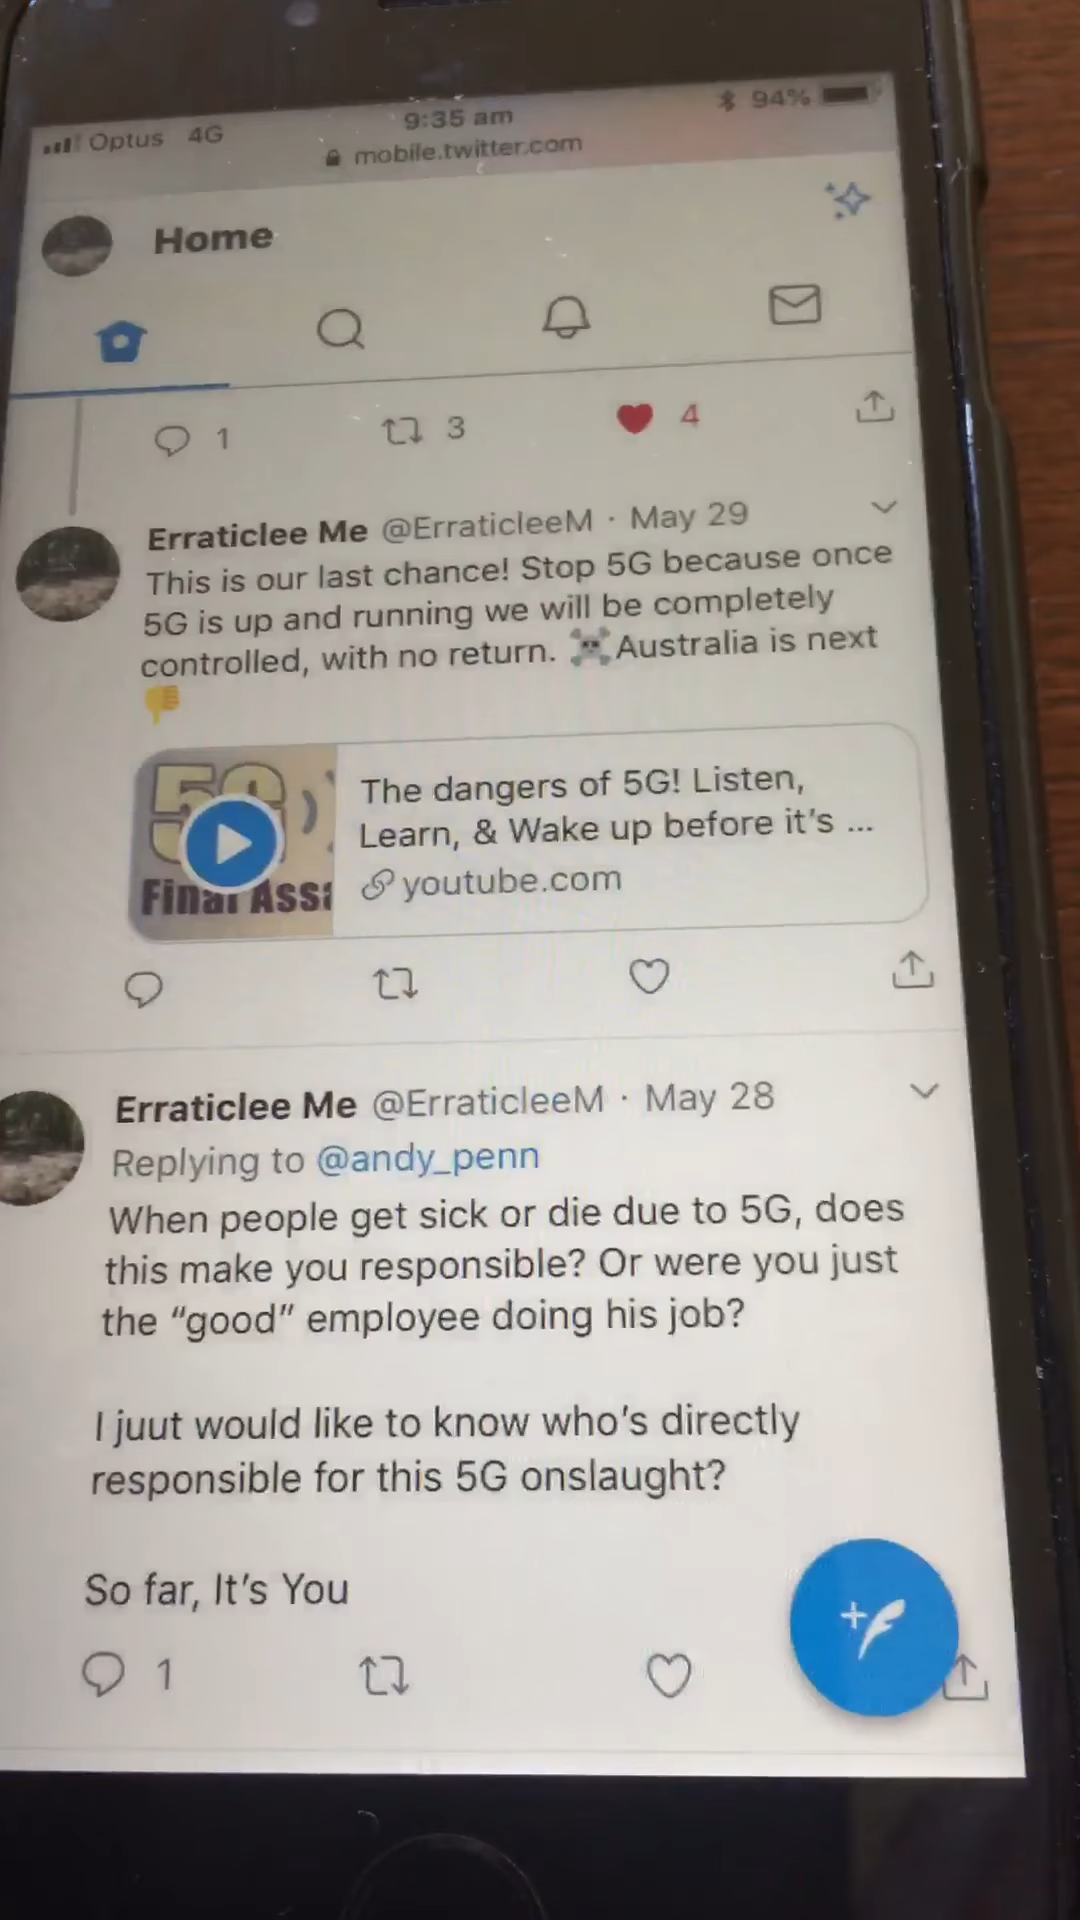 Optus 4G 9:35 am 94%
mobile.twitter.com
Home
1 3 4
Erraticlee Me @ErraticleeM · May 29
This is our last chance! Stop 5G because once
5G is up and running we will be completely
controlled, with no return. ☠️Australia is next
👎
5G
Final Assa
The dangers of 5G! Listen,
Learn, & Wake up before it's ...
youtube.com
Erraticlee Me @ErraticleeM · May 28
Replying to @andy_penn
When people get sick or die due to 5G, does
this make you responsible? Or were you just
the "good" employee doing his job?
I juut would like to know who's directly
responsible for this 5G onslaught?
So far, It's You
1